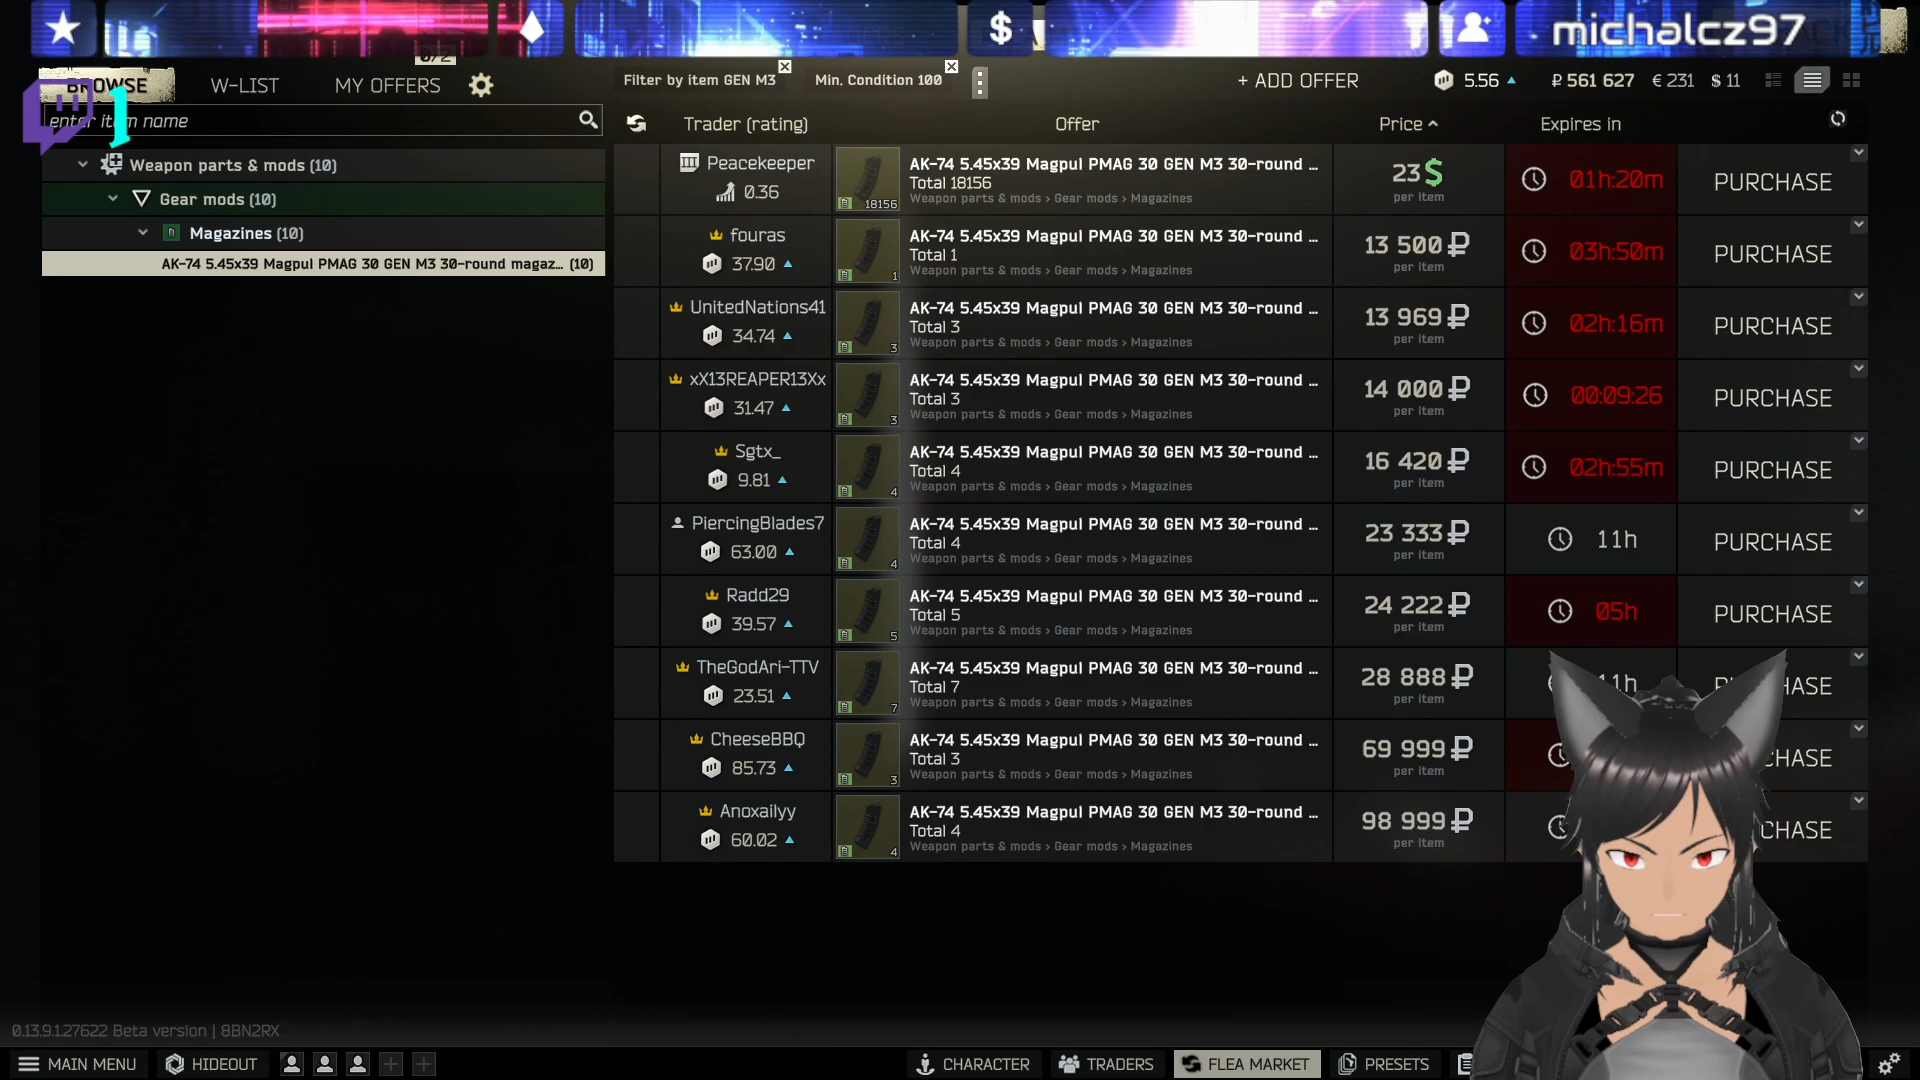 michalcz97
BROWSE
W-LIST
MY OFFERS
0/2
1
Filter by item GEN M3
Min. Condition 100
+ ADD OFFER
5.56
₽ 561 627
€ 231
$ 11
enter item name
Trader (rating)
Offer
Price
Expires in
Weapon parts & mods (10)
Gear mods (10)
Magazines (10)
AK-74 5.45x39 Magpul PMAG 30 GEN M3 30-round magaz... (10)
Peacekeeper
0.36
18156
AK-74 5.45x39 Magpul PMAG 30 GEN M3 30-round ...
Total 18156
Weapon parts & mods > Gear mods > Magazines
23$
per item
01h:20m
PURCHASE
fouras
37.90
1
AK-74 5.45x39 Magpul PMAG 30 GEN M3 30-round ...
Total 1
Weapon parts & mods > Gear mods > Magazines
13 500₽
per item
03h:50m
PURCHASE
UnitedNations41
34.74
3
AK-74 5.45x39 Magpul PMAG 30 GEN M3 30-round ...
Total 3
Weapon parts & mods > Gear mods > Magazines
13 969₽
per item
02h:16m
PURCHASE
xX13REAPER13Xx
31.47
3
AK-74 5.45x39 Magpul PMAG 30 GEN M3 30-round ...
Total 3
Weapon parts & mods > Gear mods > Magazines
14 000₽
per item
00:09:26
PURCHASE
Sgtx_
9.81
4
AK-74 5.45x39 Magpul PMAG 30 GEN M3 30-round ...
Total 4
Weapon parts & mods > Gear mods > Magazines
16 420₽
per item
02h:55m
PURCHASE
PiercingBlades7
63.00
4
AK-74 5.45x39 Magpul PMAG 30 GEN M3 30-round ...
Total 4
Weapon parts & mods > Gear mods > Magazines
23 333₽
per item
11h
PURCHASE
Radd29
39.57
5
AK-74 5.45x39 Magpul PMAG 30 GEN M3 30-round ...
Total 5
Weapon parts & mods > Gear mods > Magazines
24 222₽
per item
05h
PURCHASE
TheGodAri-TTV
23.51
7
AK-74 5.45x39 Magpul PMAG 30 GEN M3 30-round ...
Total 7
Weapon parts & mods > Gear mods > Magazines
28 888₽
per item
CheeseBBQ
85.73
3
AK-74 5.45x39 Magpul PMAG 30 GEN M3 30-round ...
Total 3
Weapon parts & mods > Gear mods > Magazines
69 999₽
per item
Anoxailyy
60.02
4
AK-74 5.45x39 Magpul PMAG 30 GEN M3 30-round ...
Total 4
Weapon parts & mods > Gear mods > Magazines
98 999₽
per item
0.13.9.1.27622 Beta version | 8BN2RX
MAIN MENU
HIDEOUT
CHARACTER
TRADERS
FLEA MARKET
PRESETS